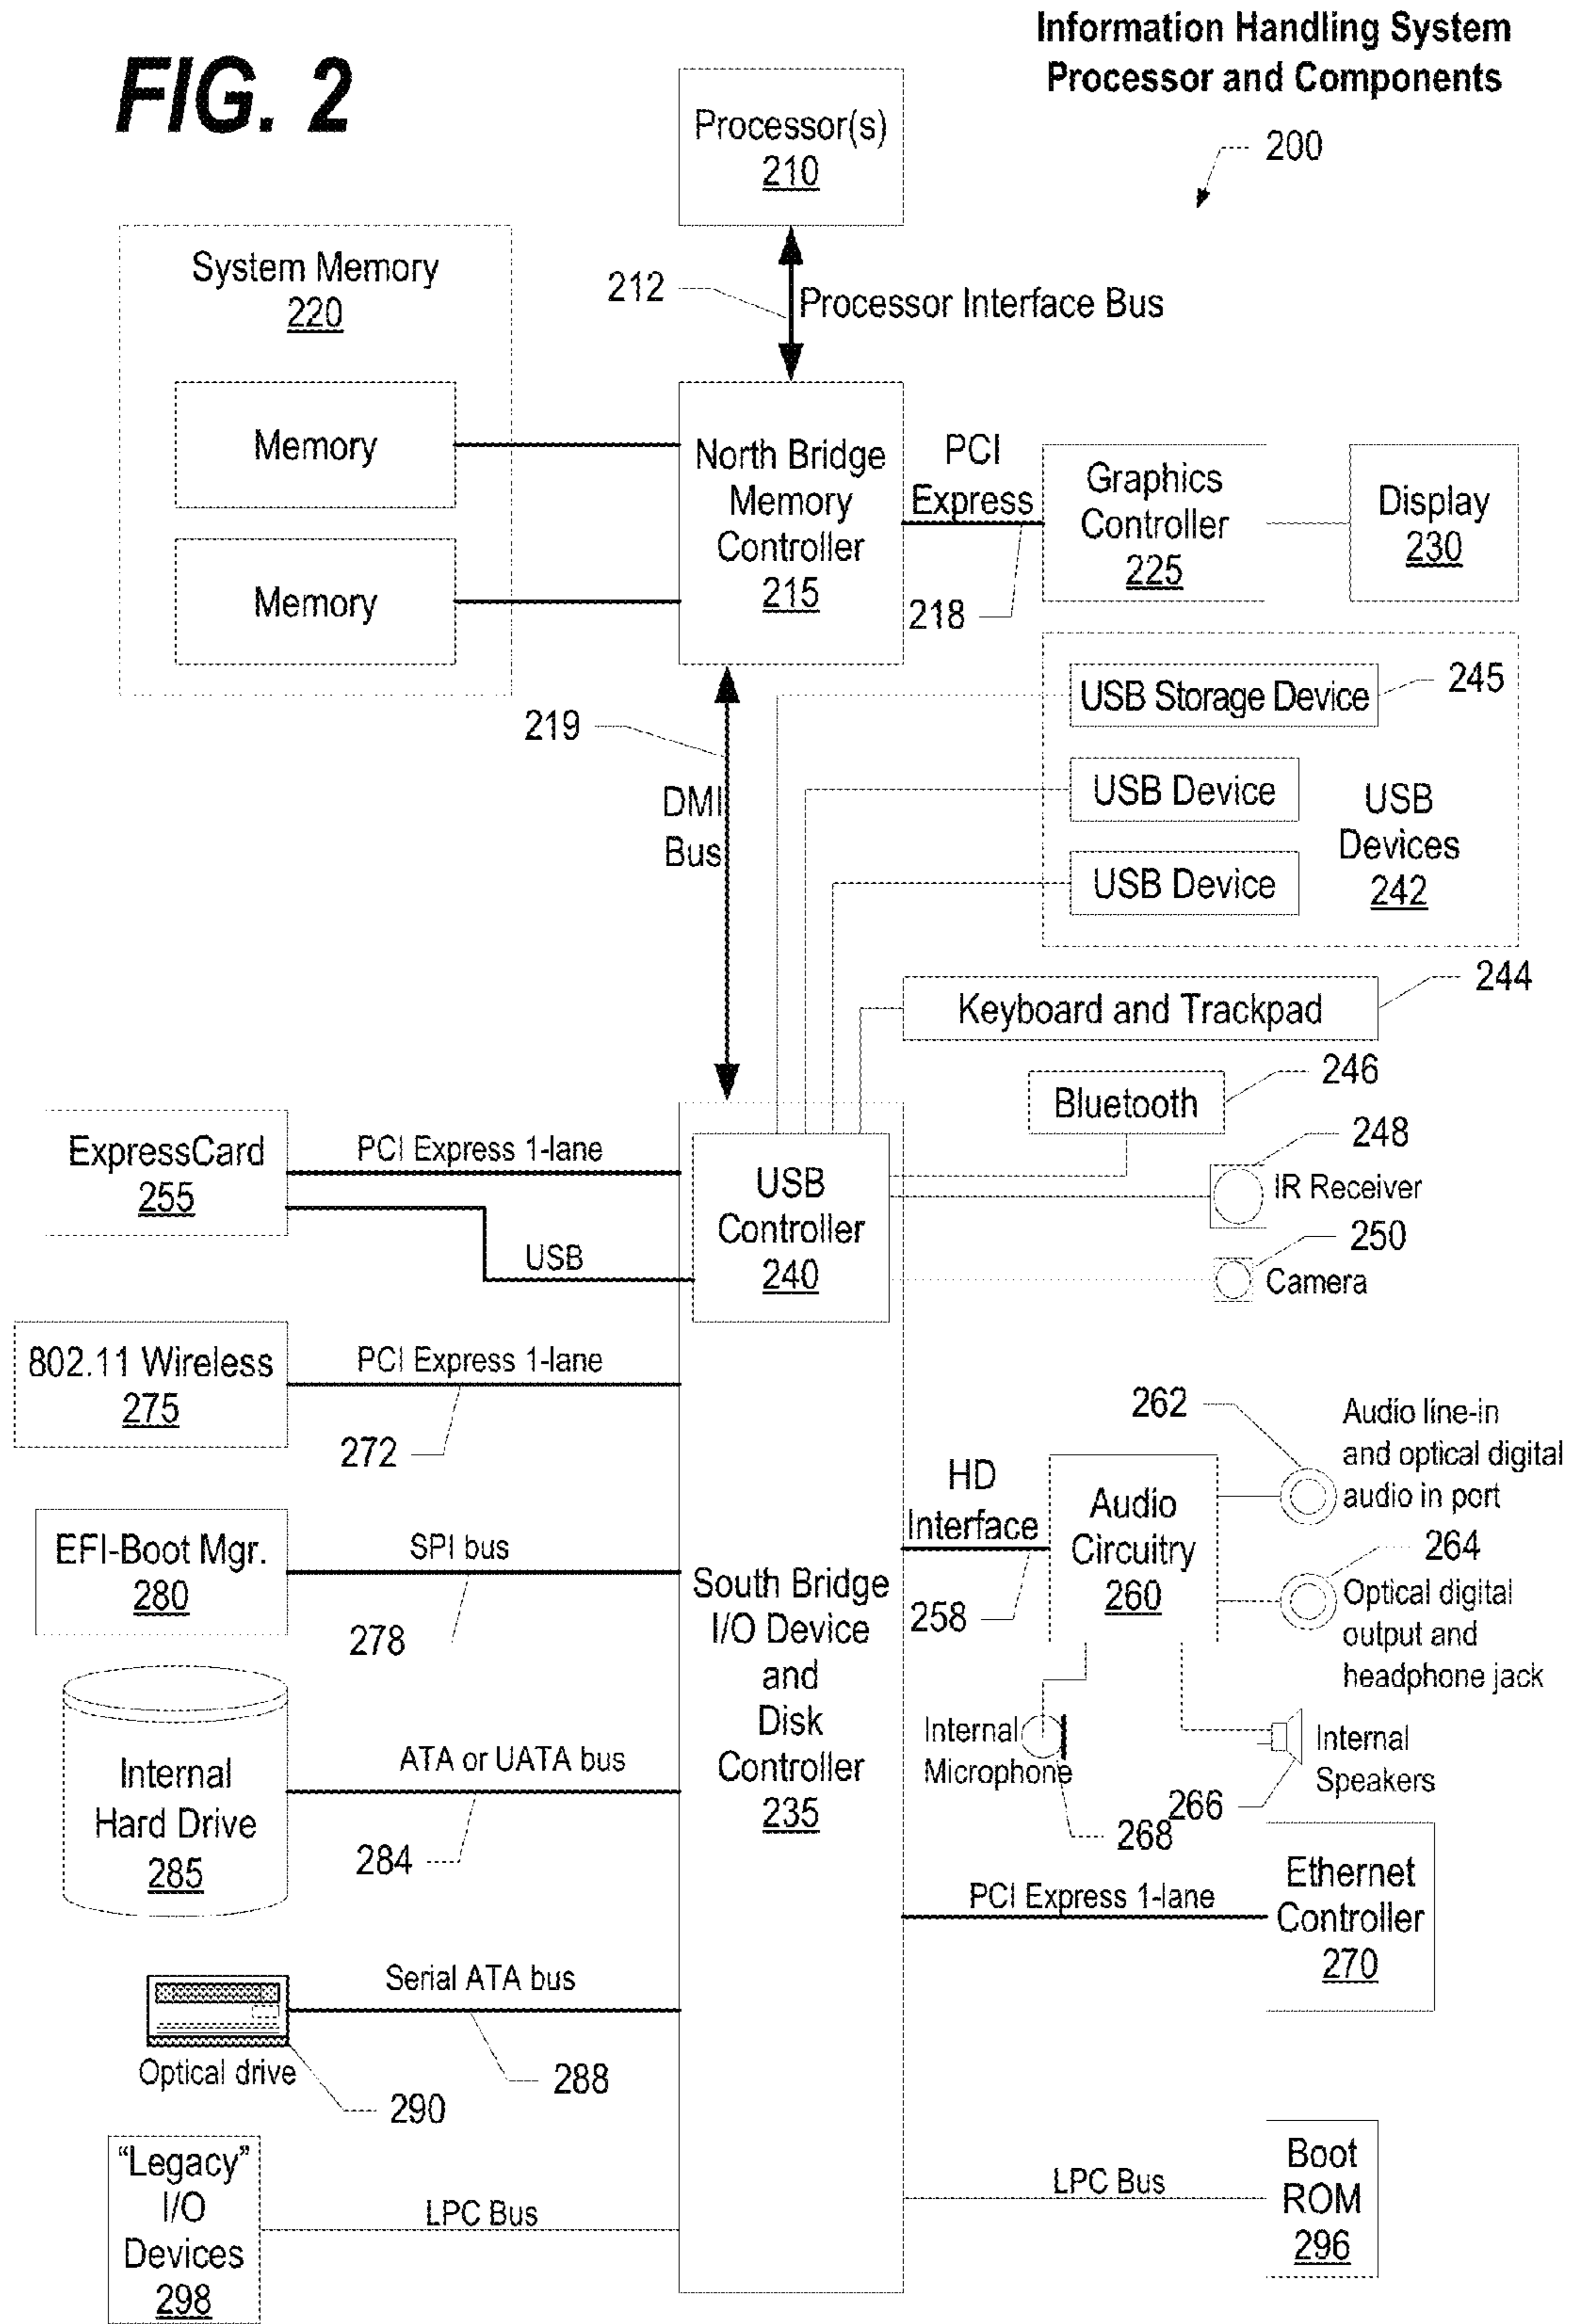 FIG. 2
Information Handling System
Processor and Components
200
Processor(s)
210
System Memory
220
212
Processor Interface Bus
Memory
Memory
North Bridge
Memory
Controller
215
PCI
Express
218
Graphics
Controller
225
Display
230
219
DMI
Bus
USB Storage Device
245
USB Device
USB Device
USB
Devices
242
Keyboard and Trackpad
244
Bluetooth
246
248
IR Receiver
250
Camera
ExpressCard
255
PCI Express 1-lane
USB
USB
Controller
240
802.11 Wireless
275
PCI Express 1-lane
272
262
Audio line-in
and optical digital
audio in port
HD
Interface
258
Audio
Circuitry
260
264
Optical digital
output and
headphone jack
EFI-Boot Mgr.
280
SPI bus
278
South Bridge
I/O Device
and
Disk
Controller
235
Internal
Microphone
268
Internal
Speakers
266
Internal
Hard Drive
285
ATA or UATA bus
284
PCI Express 1-lane
Ethernet
Controller
270
Serial ATA bus
288
Optical drive
290
"Legacy"
I/O
Devices
298
LPC Bus
LPC Bus
Boot
ROM
296